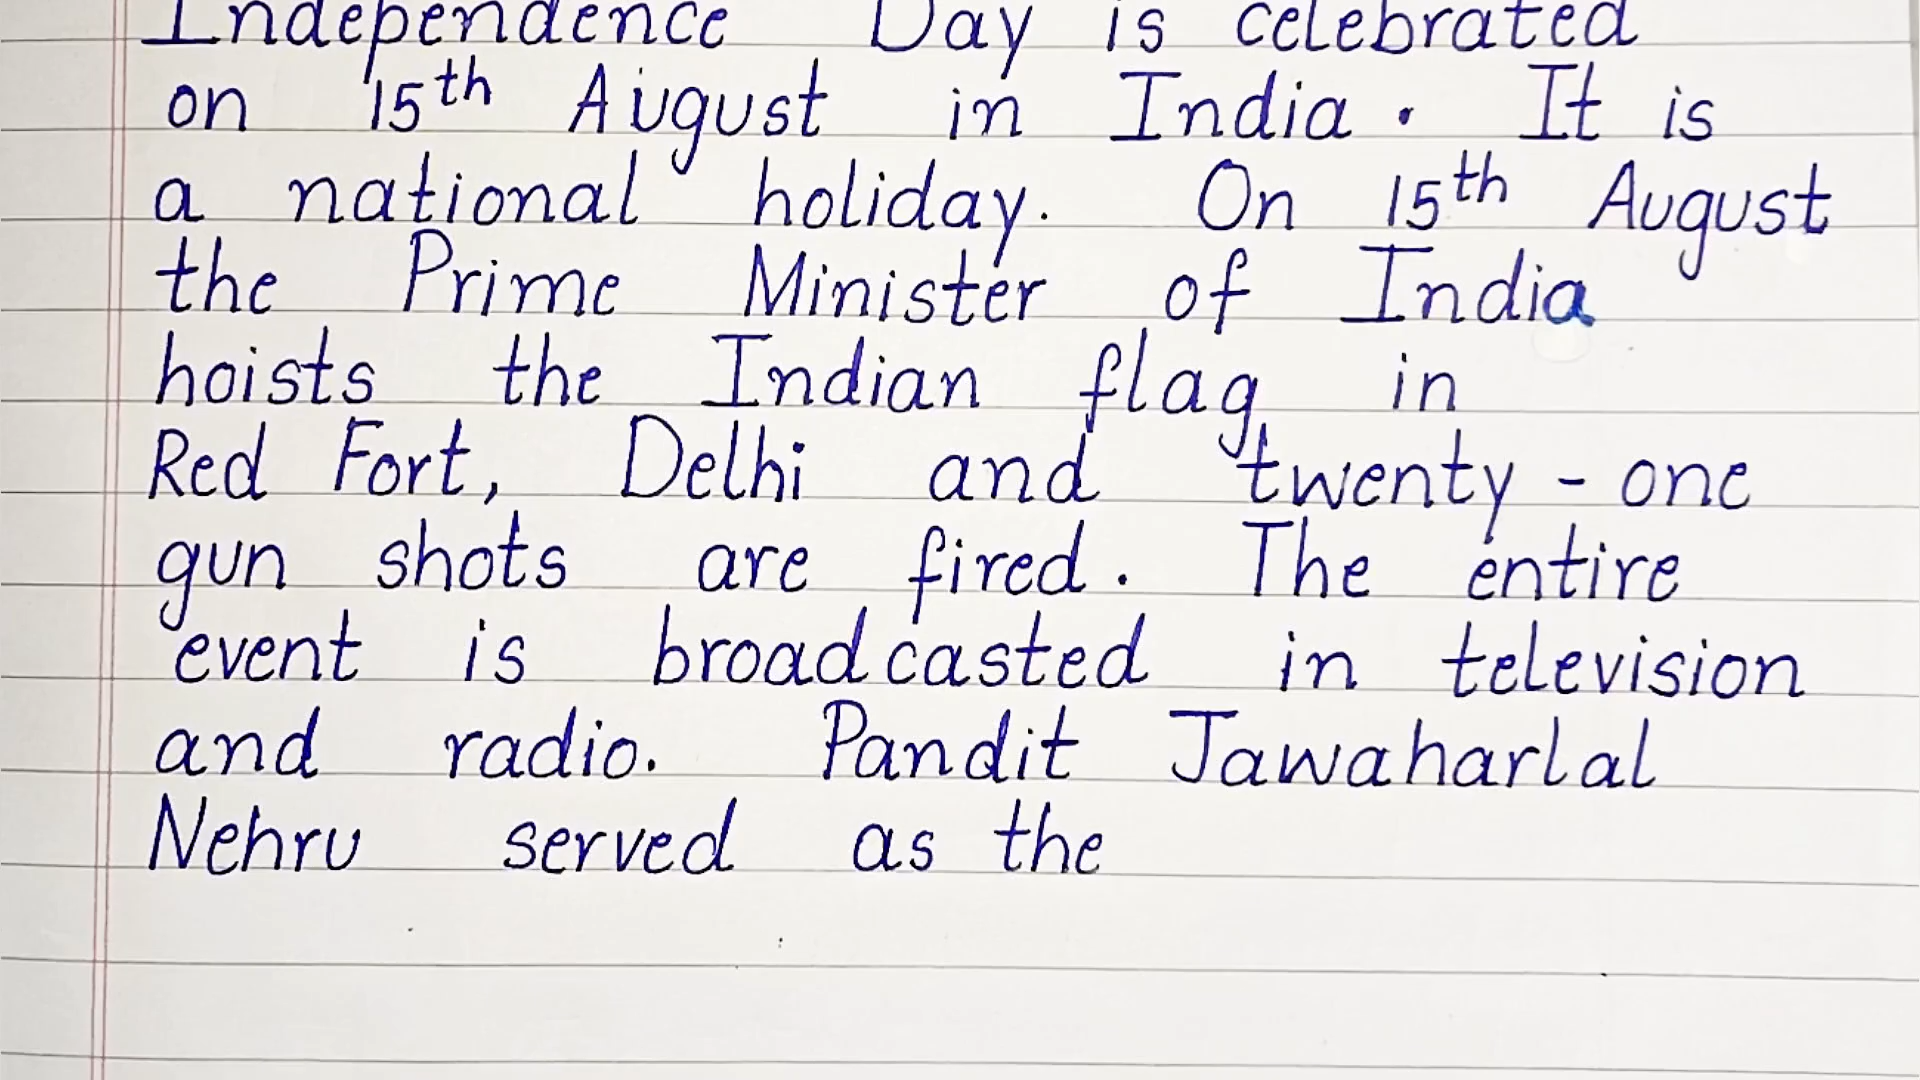 Independence Day is celebrated
on 15th August in India. It is
a national holiday. On 15th August
the Prime Minister of India
hoists the Indian flag in
Red Fort, Delhi and twenty-one
gun shots are fired. The entire
event is broadcasted in television
and radio. Pandit Jawaharlal
Nehru served as the